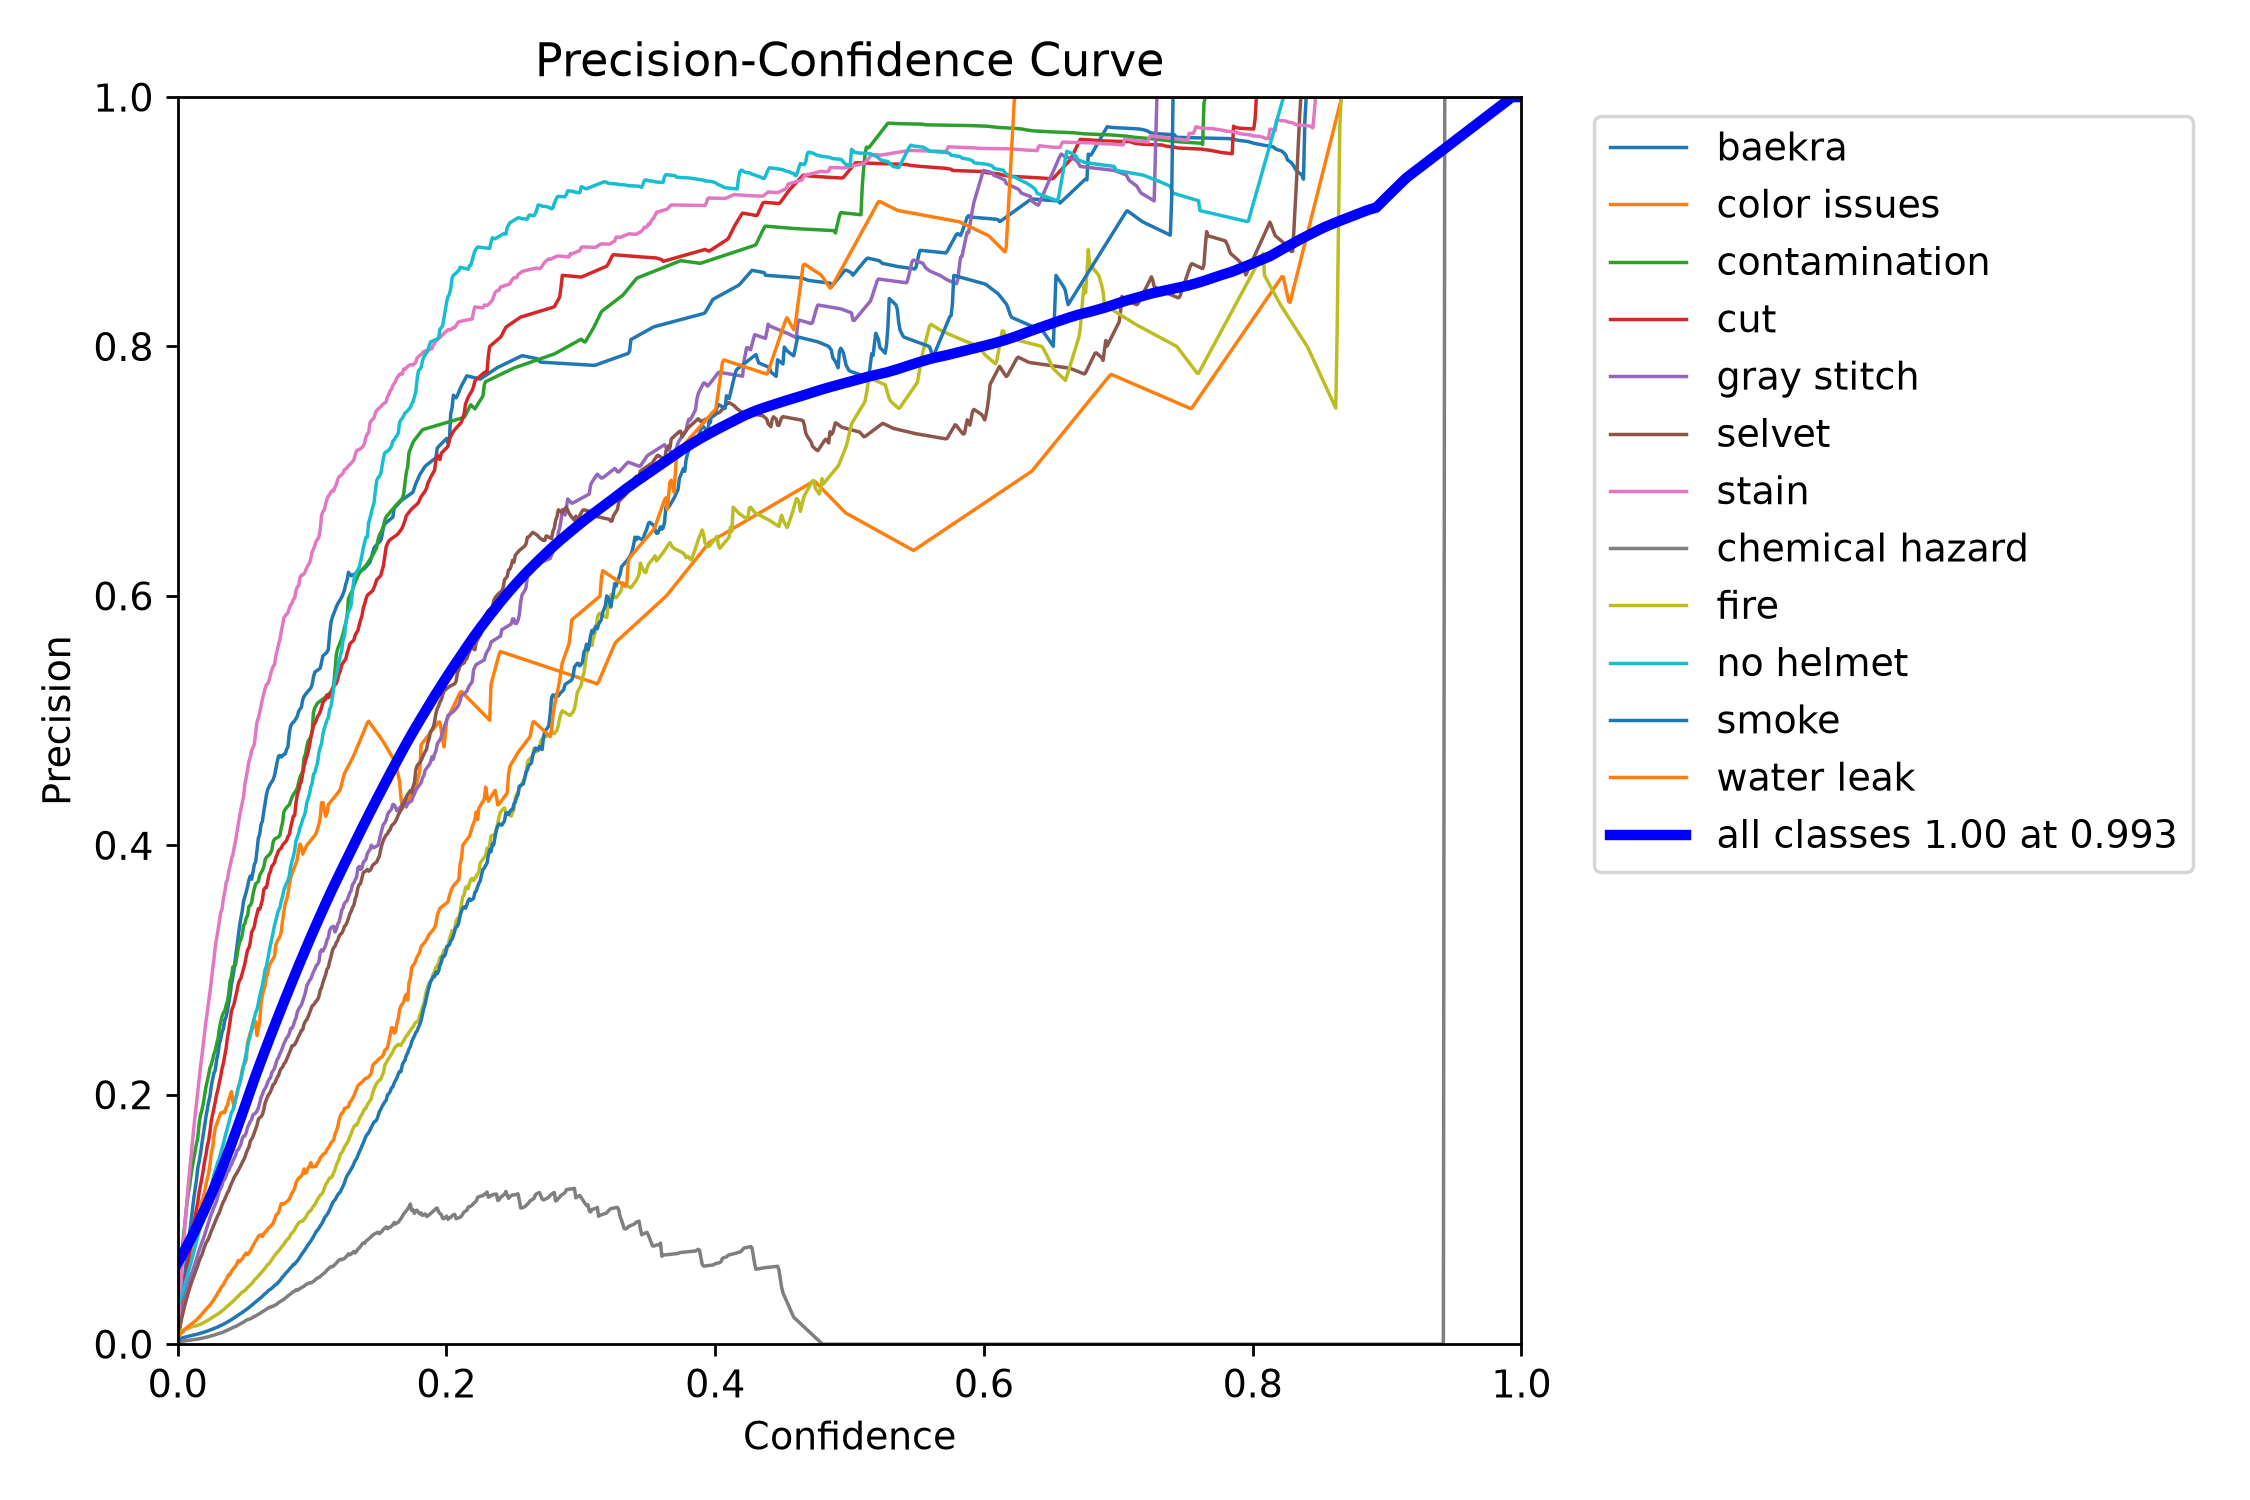 Precision-Confidence Curve
1.0
0.8
0.6
0.4
0.2
0.0
Precision
0.0 0.2 0.4 0.6 0.8 1.0
Confidence
baekra
color issues
contamination
cut
gray stitch
selvet
stain
chemical hazard
fire
no helmet
smoke
water leak
all classes 1.00 at 0.993